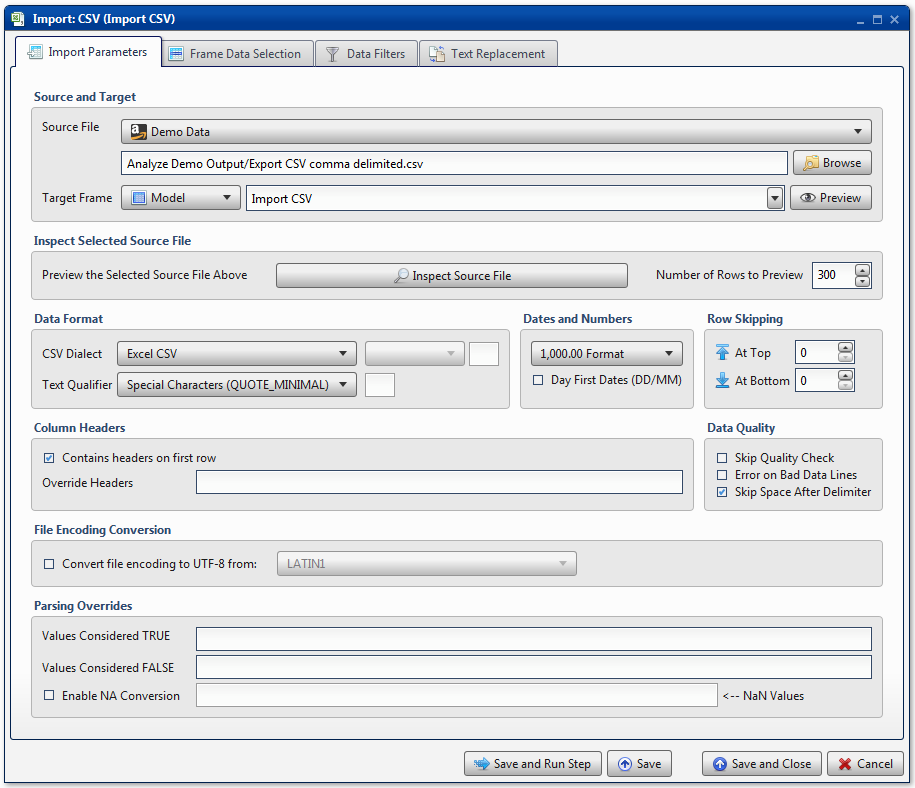 Import: CSV (Import CSV)
Import Parameters Frame Data Selection Data Filters Text Replacement
Source and Target
Source File Demo Data
Analyze Demo Output/Export CSV comma delimited.csv Browse
Target Frame Model Import CSV Preview
Inspect Selected Source File
Preview the Selected Source File Above Inspect Source File Number of Rows to Preview 300
Data Format Dates and Numbers Row Skipping
CSV Dialect Excel CSV 1,000.00 Format At Top 0
Text Qualifier Special Characters (QUOTE_MINIMAL) Day First Dates (DD/MM) At Bottom 0
Column Headers Data Quality
Contains headers on first row Skip Quality Check
Error on Bad Data Lines
Override Headers Skip Space After Delimiter
File Encoding Conversion
Convert file encoding to UTF-8 from: LATIN1
Parsing Overrides
Values Considered TRUE
Values Considered FALSE
Enable NA Conversion <-- NaN Values
Save and Run Step Save Save and Close Cancel